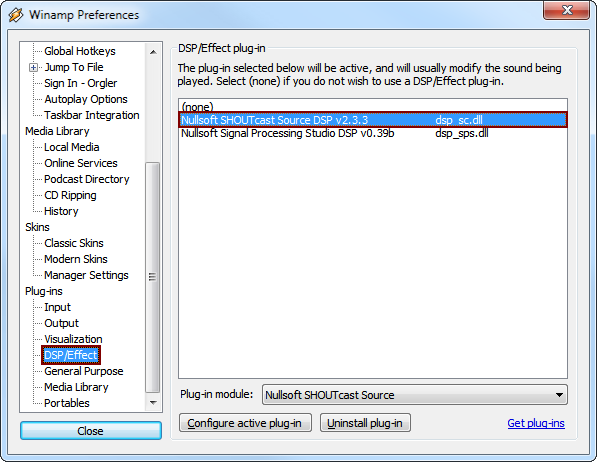 Winamp Preferences
Global Hotkeys
Jump To File
Sign In - Orgler
Autoplay Options
Taskbar Integration
Media Library
Local Media
Online Services
Podcast Directory
CD Ripping
History
Skins
Classic Skins
Modern Skins
Manager Settings
Plug-ins
Input
Output
Visualization
DSP/Effect
General Purpose
Media Library
Portables
Close
DSP/Effect plug-in
The plug-in selected below will be active, and will usually modify the sound being
played. Select (none) if you do not wish to use a DSP/Effect plug-in.
(none)
Nullsoft SHOUTcast Source DSP v2.3.3 dsp_sc.dll
Nullsoft Signal Processing Studio DSP v0.39b dsp_sps.dll
Plug-in module: Nullsoft SHOUTcast Source
Configure active plug-in Uninstall plug-in Get plug-ins